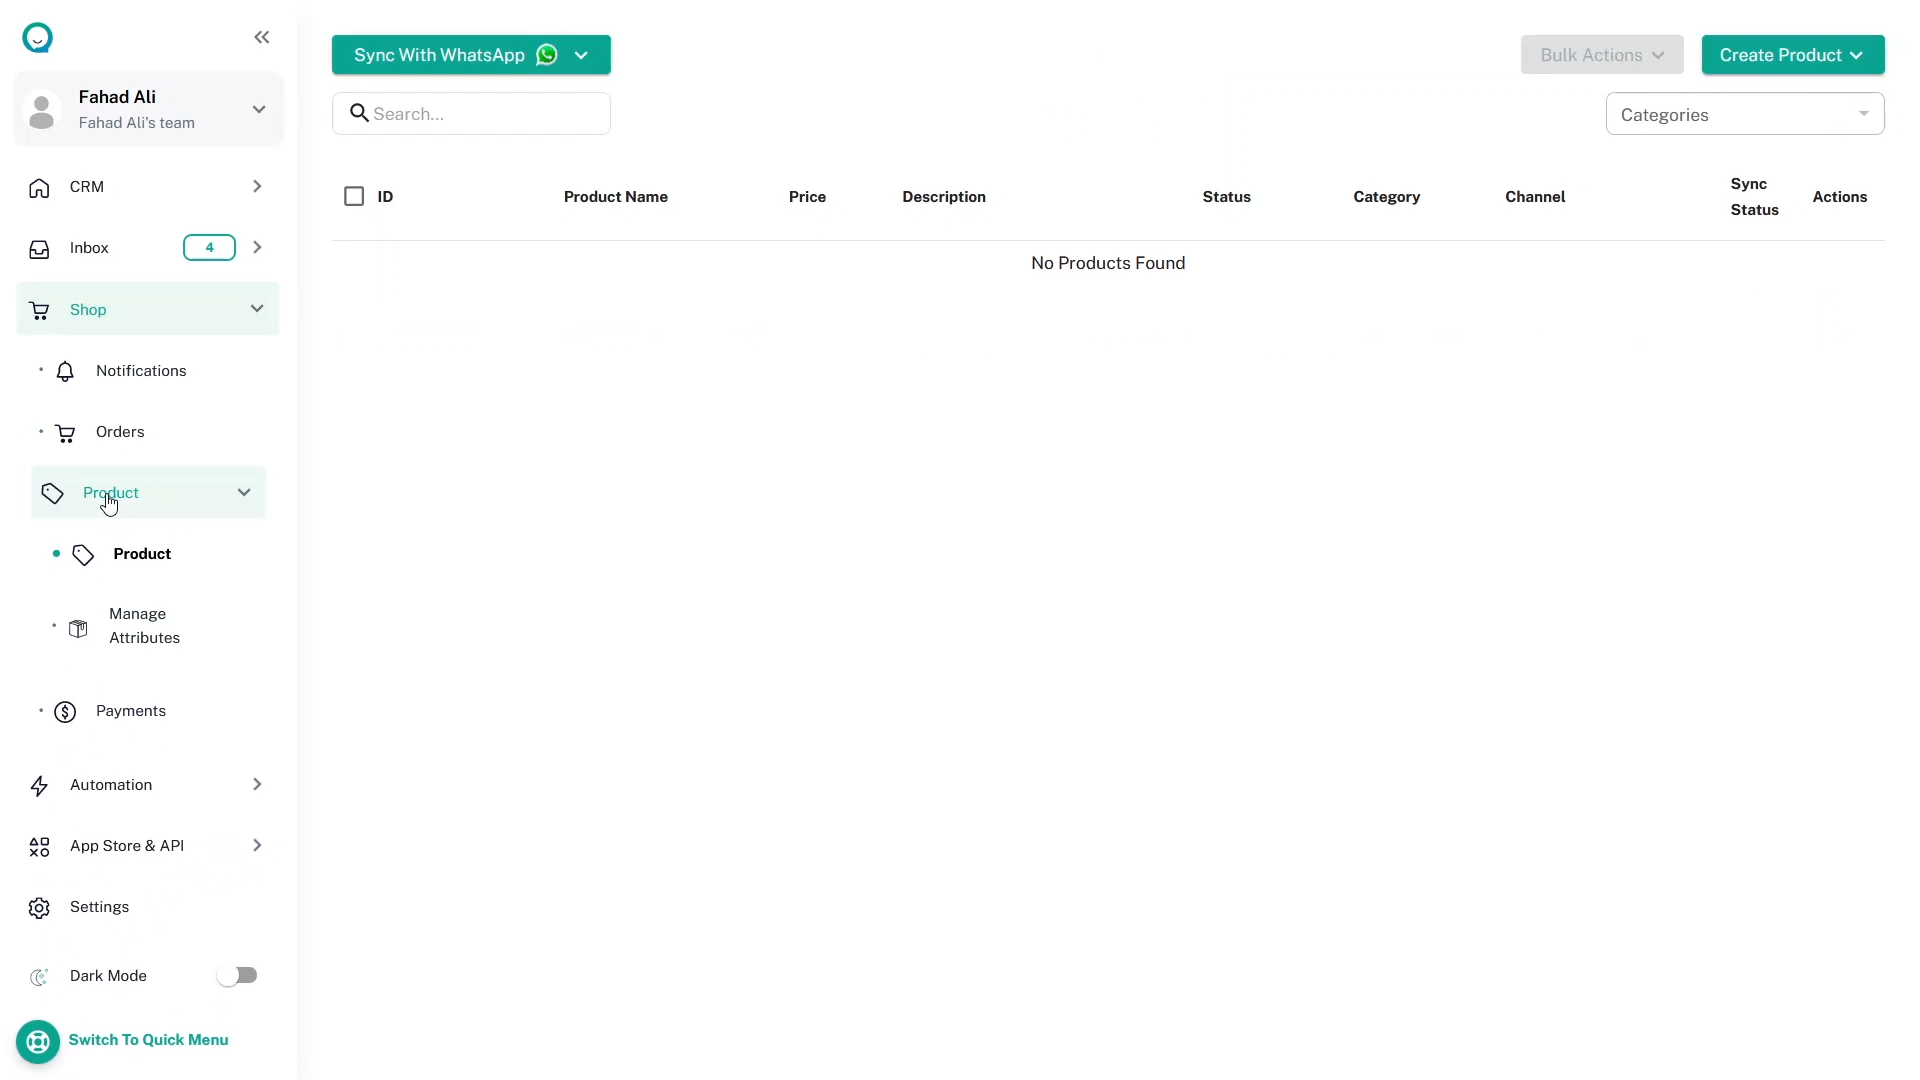 Fahad Ali
Fahad Ali's team
CRM
Inbox
4
Shop
Notifications
Orders
Product
Product
Manage
Attributes
Payments
Automation
App Store & API
Settings
Dark Mode
Switch To Quick Menu
Sync With WhatsApp
Bulk Actions
Create Product
Search...
Categories
ID
Product Name
Price
Description
Status
Category
Channel
Sync
Status
Actions
No Products Found